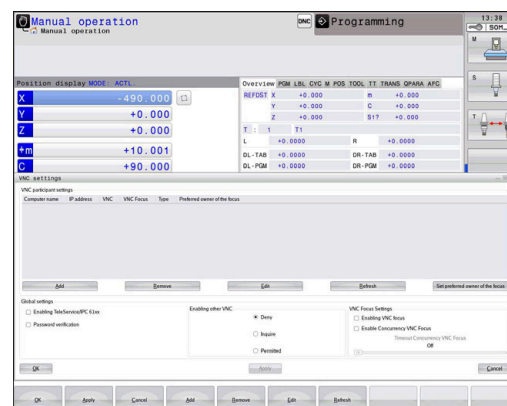 Manual operation
Manual operation
DNC
Programming
13:38
SOM
Position display MODE: ACTL.
X -490.000
Y +0.000
Z +0.000
+m +10.001
C +90.000
Overview PGM LBL CYC M POS TOOL TT TRANS QPARA AFC
REFDST X +0.000 m +0.000
Y +0.000 C +0.000
Z +0.000 S1? +0.000
T : 1 T1
L +0.0000 R +0.0000
DL-TAB +0.0000 DR-TAB +0.0000
DL-PGM +0.0000 DR-PGM +0.0000
M
S
T
VNC settings
VNC participant settings
Computer name IP address VNC VNC Focus Type Preferred owner of the focus
Add Remove Edit Refresh Set preferred owner of the focus
Global settings
Enabling TeleService/IPC 61xx
Password verification
Enabling other VNC
Deny
Inquire
Permitted
VNC Focus Settings
Enabling VNC focus
Enable Concurrency VNC Focus
Timeout Concurrency VNC Focus
Off
OK Apply Cancel
OK Apply Cancel Add Remove Edit Refresh